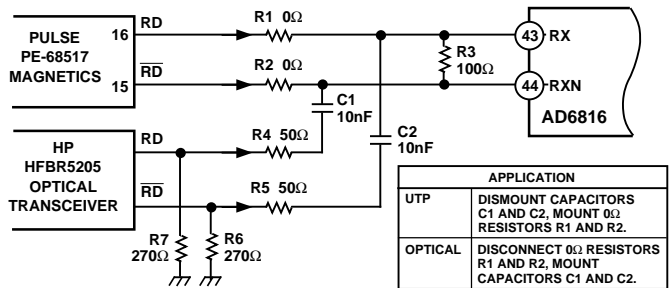 PULSE
PE-68517
MAGNETICS
16
RD
15
RD
R1 0Ω
R2 0Ω
C1
10nF
C2
10nF
R3
100Ω
43
RX
44
RXN
AD6816
HP
HFBR5205
OPTICAL
TRANSCEIVER
RD
RD
R4 50Ω
R5 50Ω
R7
270Ω
R6
270Ω
APPLICATION
UTP
DISMOUNT CAPACITORS
C1 AND C2, MOUNT 0Ω
RESISTORS R1 AND R2.
OPTICAL
DISCONNECT 0Ω RESISTORS
R1 AND R2, MOUNT
CAPACITORS C1 AND C2.